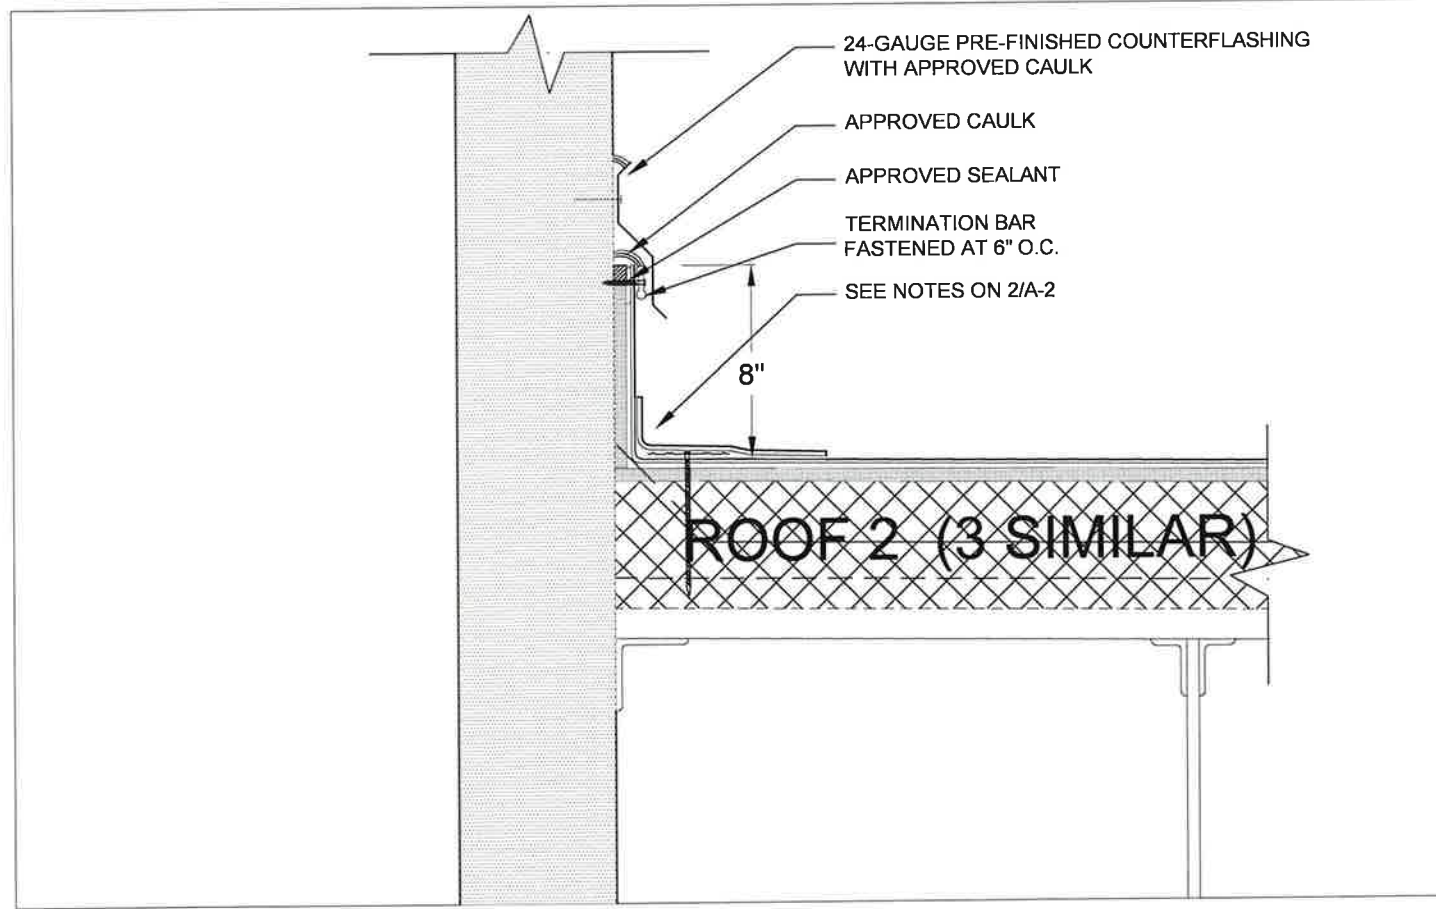 24-GAUGE PRE-FINISHED COUNTERFLASHING
WITH APPROVED CAULK
APPROVED CAULK
APPROVED SEALANT
TERMINATION BAR
FASTENED AT 6" O.C.
SEE NOTES ON 2/A-2
8"
ROOF 2 (3 SIMILAR)